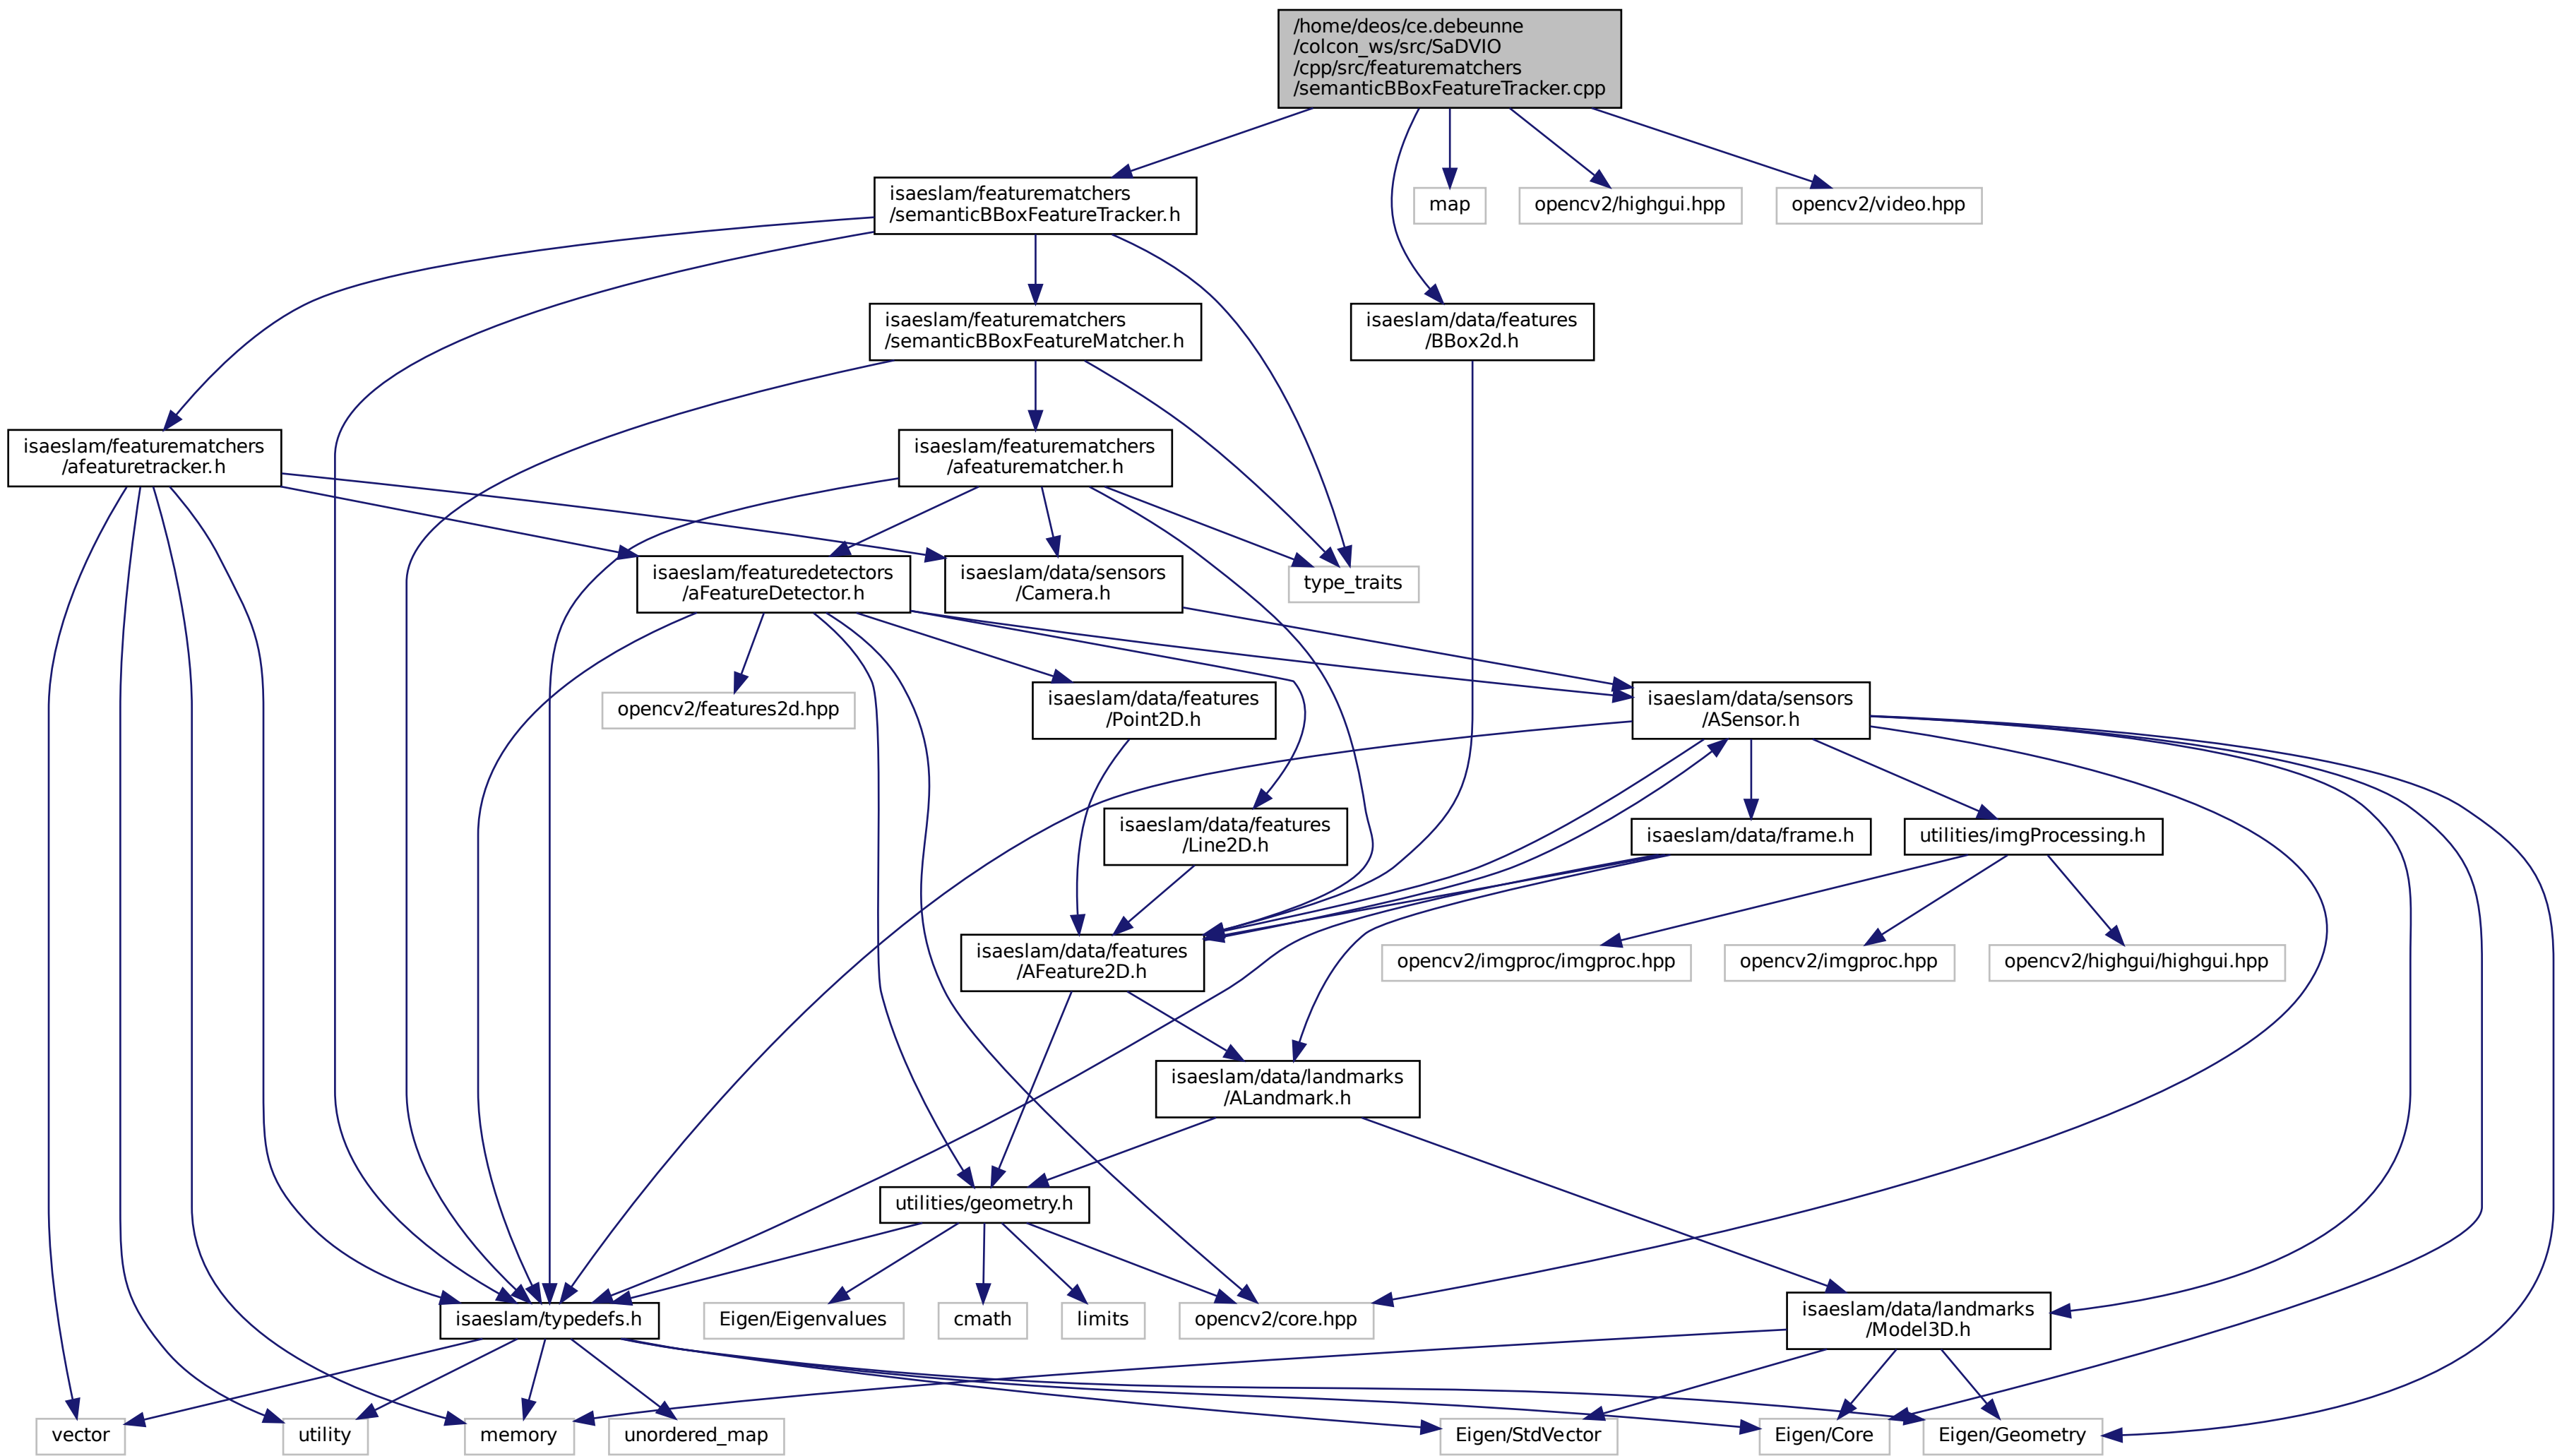 /home/deos/ce.debeunne
/colcon_ws/src/SaDVIO
/cpp/src/featurematchers
/semanticBBoxFeatureTracker.cpp
isaeslam/featurematchers
/semanticBBoxFeatureTracker.h
map
opencv2/highgui.hpp
opencv2/video.hpp
isaeslam/featurematchers
/semanticBBoxFeatureMatcher.h
isaeslam/data/features
/BBox2d.h
isaeslam/featurematchers
/afeaturetracker.h
isaeslam/featurematchers
/afeaturematcher.h
isaeslam/featuredetectors
/aFeatureDetector.h
isaeslam/data/sensors
/Camera.h
type_traits
opencv2/features2d.hpp
isaeslam/data/features
/Point2D.h
isaeslam/data/sensors
/ASensor.h
isaeslam/data/features
/Line2D.h
isaeslam/data/frame.h
utilities/imgProcessing.h
isaeslam/data/features
/AFeature2D.h
opencv2/imgproc/imgproc.hpp
opencv2/imgproc.hpp
opencv2/highgui/highgui.hpp
isaeslam/data/landmarks
/ALandmark.h
utilities/geometry.h
isaeslam/typedefs.h
Eigen/Eigenvalues
cmath
limits
opencv2/core.hpp
isaeslam/data/landmarks
/Model3D.h
vector
utility
memory
unordered_map
Eigen/StdVector
Eigen/Core
Eigen/Geometry